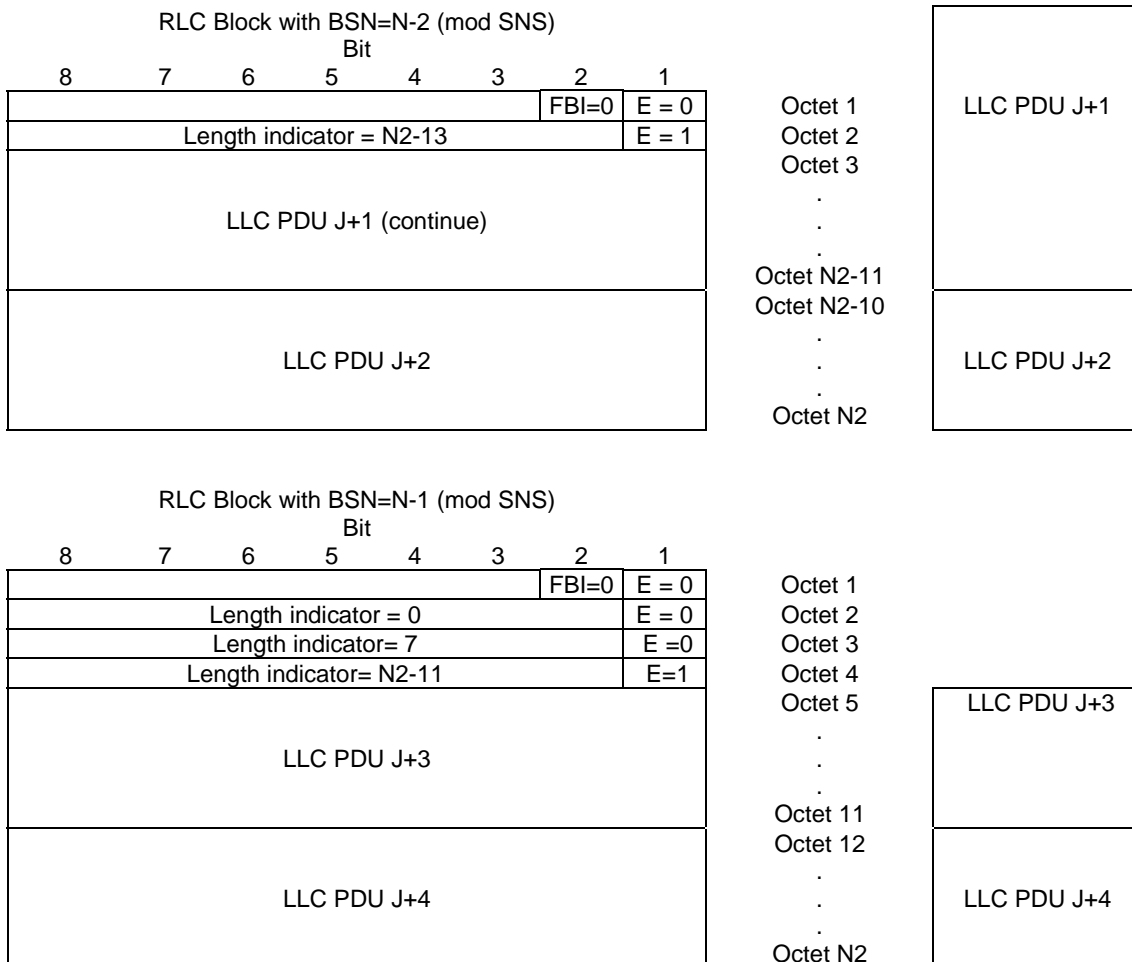 RLC Block with BSN=N-2 (mod SNS)
Bit
8 7 6 5 4 3 2 1
FBI=0 E = 0 Octet 1 LLC PDU J+1
Length indicator = N2-13 E = 1 Octet 2
Octet 3
.
LLC PDU J+1 (continue) .
.
Octet N2-11
Octet N2-10
.
LLC PDU J+2 . LLC PDU J+2
.
Octet N2
RLC Block with BSN=N-1 (mod SNS)
Bit
8 7 6 5 4 3 2 1
FBI=0 E = 0 Octet 1
Length indicator = 0 E = 0 Octet 2
Length indicator= 7 E =0 Octet 3
Length indicator= N2-11 E=1 Octet 4
Octet 5 LLC PDU J+3
.
LLC PDU J+3 .
.
Octet 11
Octet 12
.
LLC PDU J+4 . LLC PDU J+4
.
Octet N2